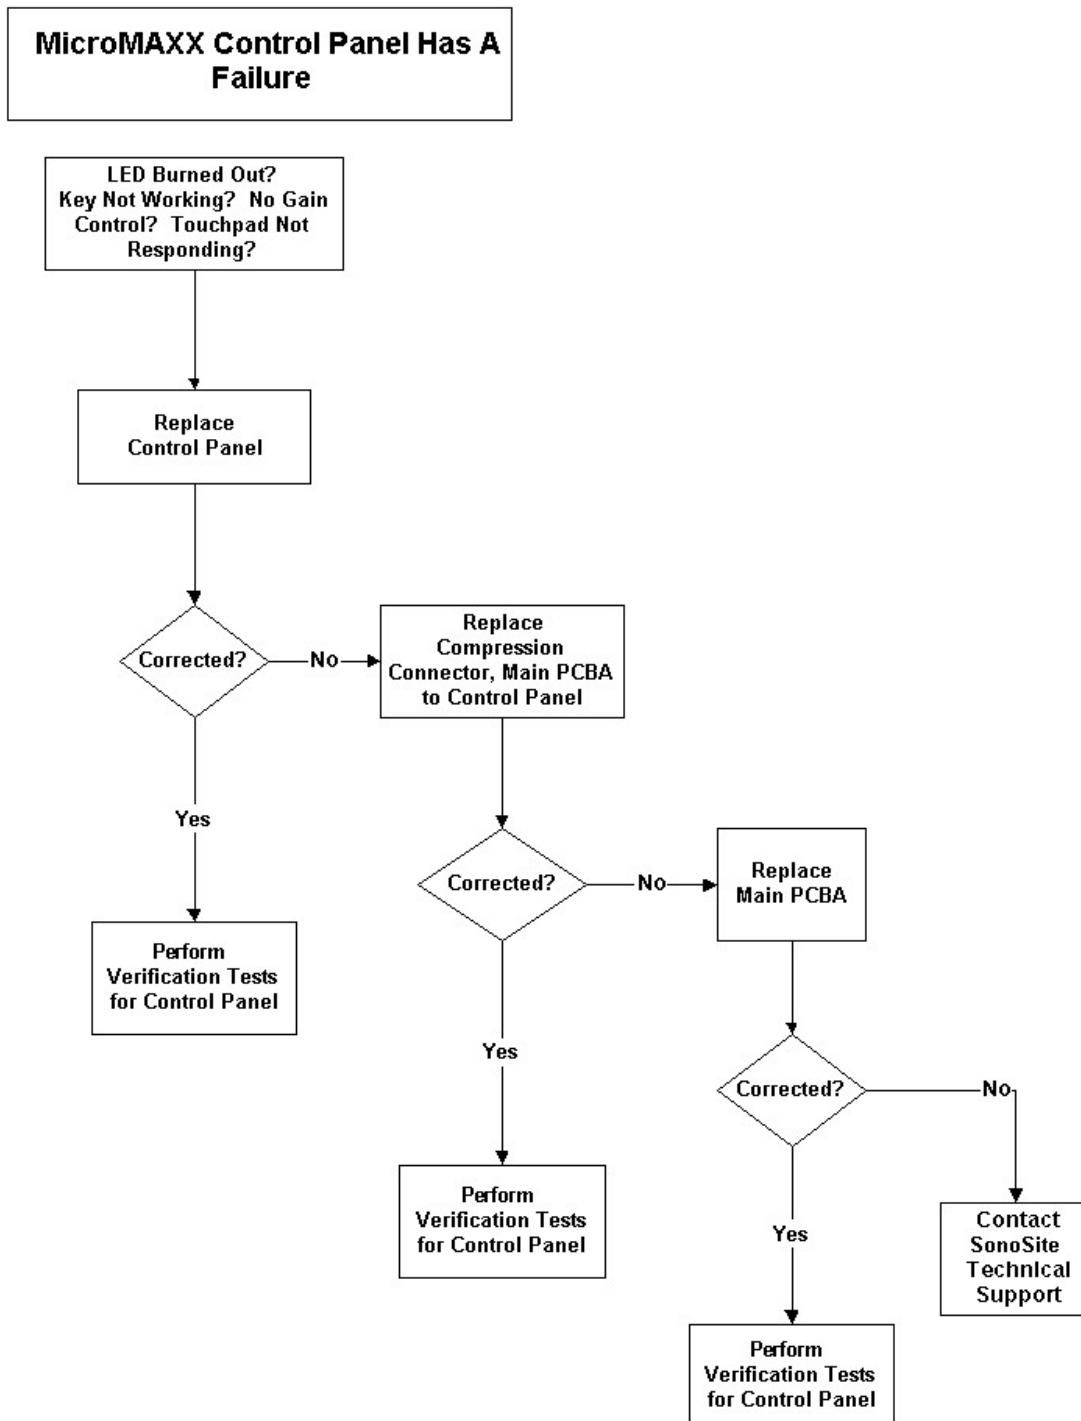 MicroMAXX Control Panel Has A
Failure
LED Burned Out?
Key Not Working? No Gain
Control? Touchpad Not
Responding?
Replace
Control Panel
Corrected?
No
Replace
Compression
Connector, Main PCBA
to Control Panel
Yes
Corrected?
No
Replace
Main PCBA
Perform
Verification Tests
for Control Panel
Yes
Corrected?
No
Perform
Verification Tests
for Control Panel
Yes
Contact
SonoSite
Technical
Support
Perform
Verification Tests
for Control Panel